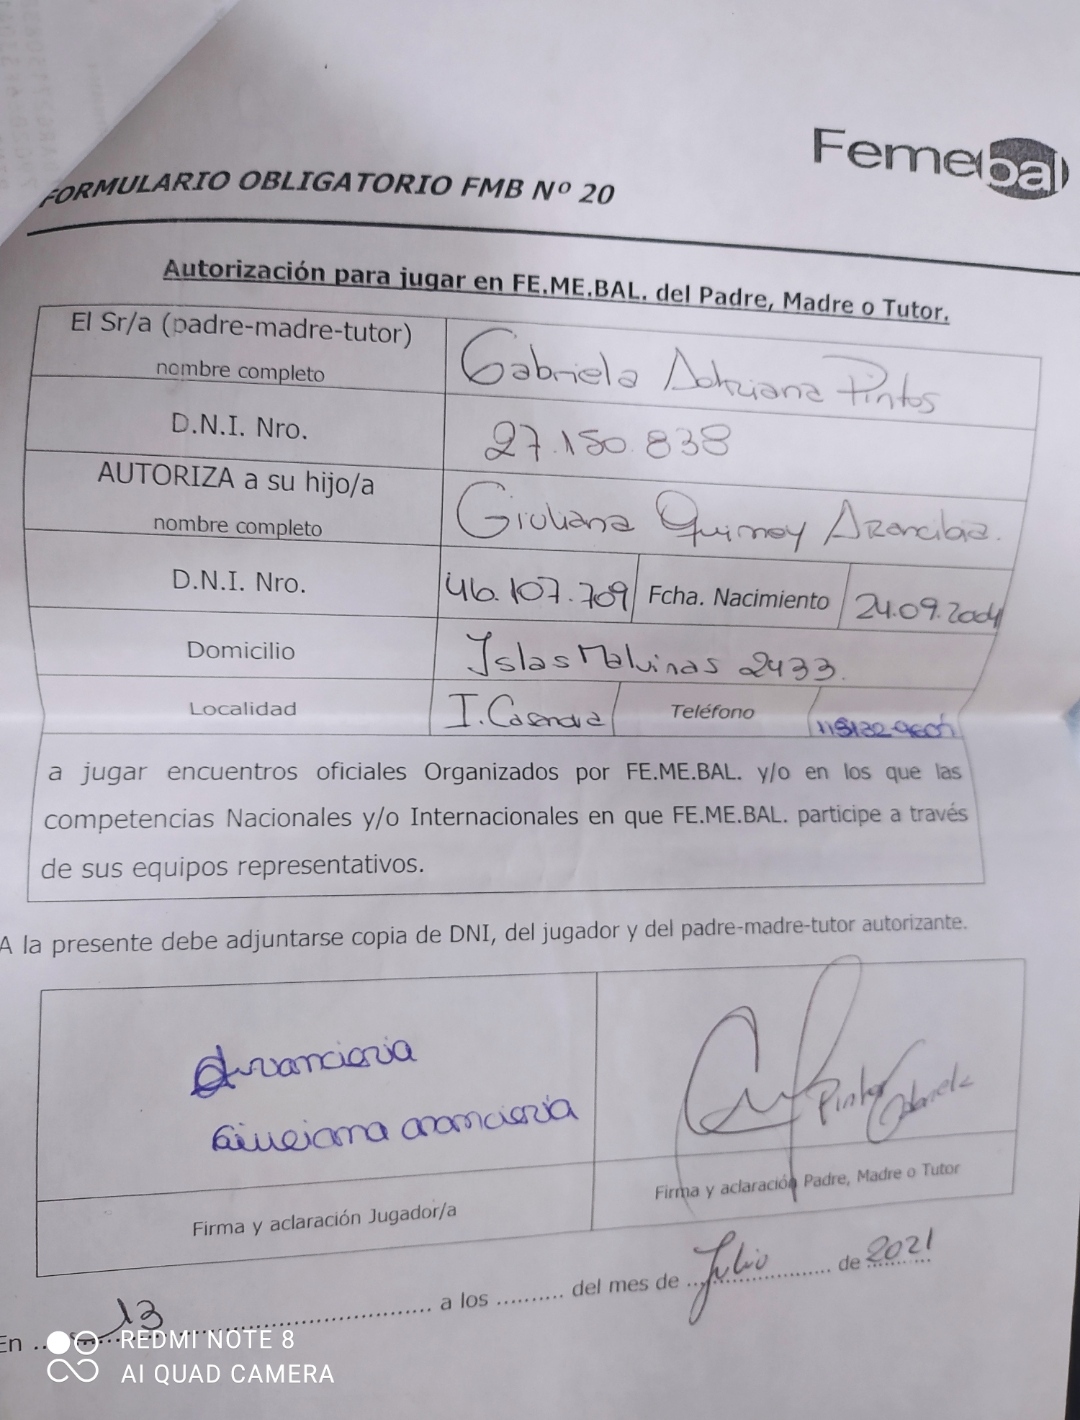 Femebal
FORMULARIO OBLIGATORIO FMB Nº 20
Autorización para jugar en FE.ME.BAL. del Padre, Madre o Tutor.
El Sr/a (padre-madre-tutor)
nombre completo
Gabriela Adriana Pintos
D.N.I. Nro.
27.150.838
AUTORIZA a su hijo/a
nombre completo
Giuliana Quimey Arancibia.
D.N.I. Nro.
46.107.709
Fcha. Nacimiento
24.09.2004
Domicilio
Islas Malvinas 2433.
Localidad
I. Casanova
Teléfono
a jugar encuentros oficiales Organizados por FE.ME.BAL. y/o en los que las
competencias Nacionales y/o Internacionales en que FE.ME.BAL. participe a través
de sus equipos representativos.
A la presente debe adjuntarse copia de DNI, del jugador y del padre-madre-tutor autorizante.
Arancibia
Giuliana Arancibia
Pintos Gabriela
Firma y aclaración Jugador/a
Firma y aclaración Padre, Madre o Tutor
En .... 13 .................................. a los .......... del mes de ... Julio .................... de 2021
REDMI NOTE 8
AI QUAD CAMERA